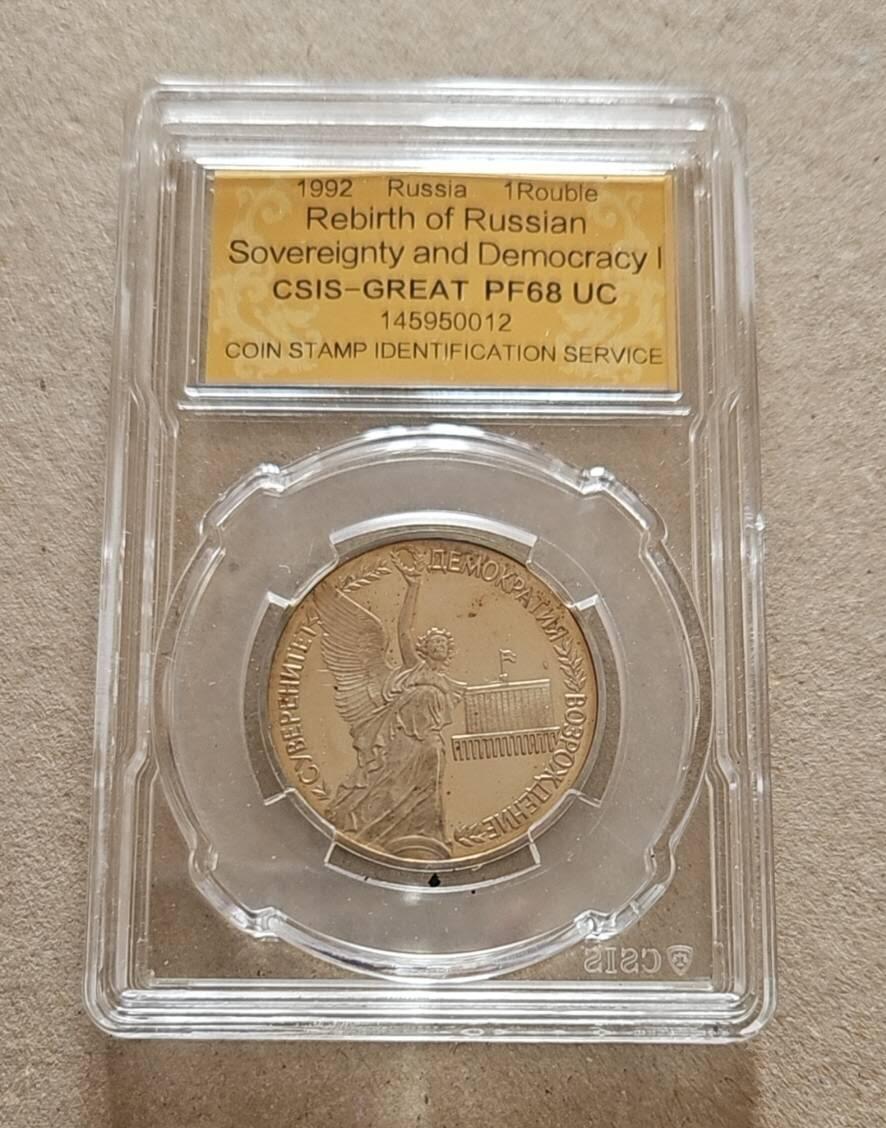 1992 Russia 1Rouble
Rebirth of Russian
Sovereignty and Democracy I
CSIS-GREAT PF68 UC
145950012
COIN STAMP IDENTIFICATION SERVICE
«СУВЕРЕНИТЕТ
ДЕМОКРАТИЯ
ВОЗРОЖДЕНИЕ»
CSIS